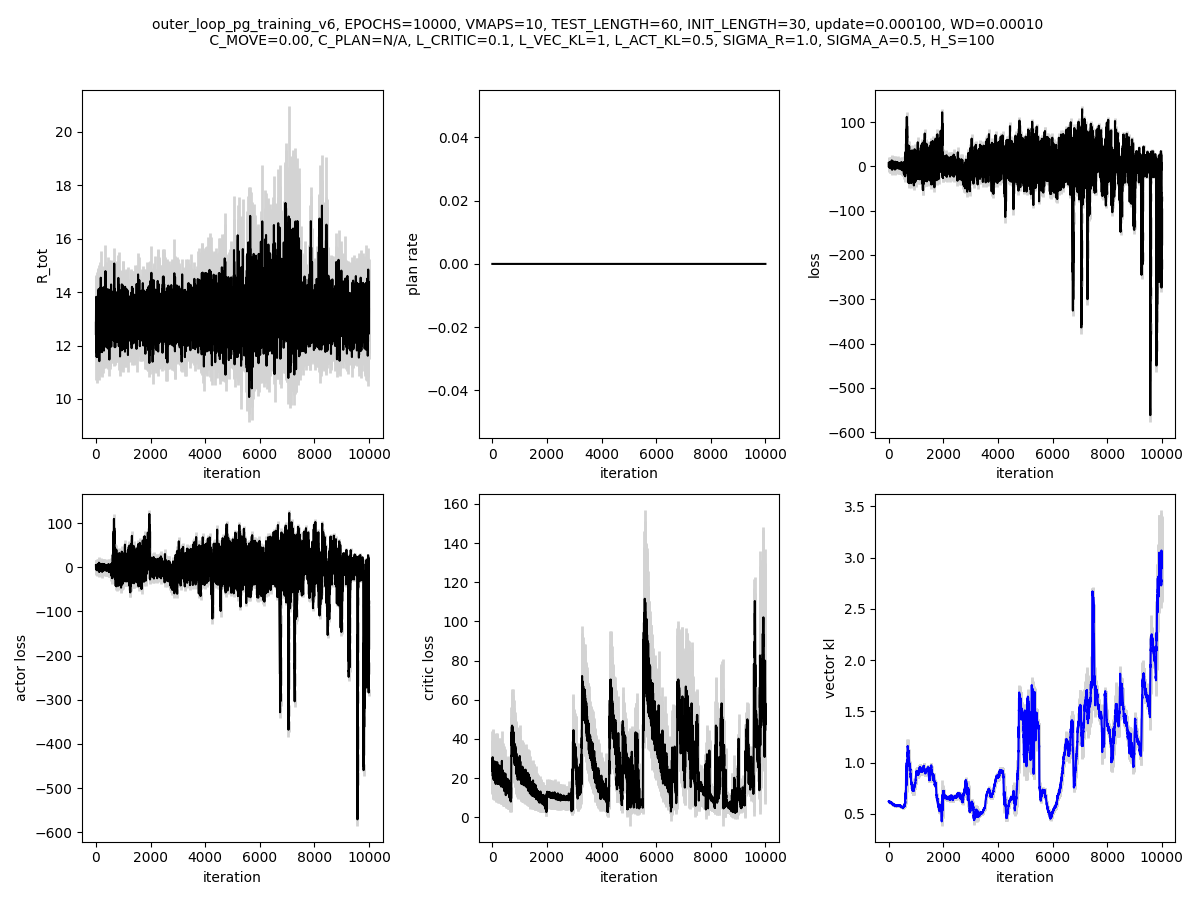 outer_loop_pg_training_v6, EPOCHS=10000, VMAPS=10, TEST_LENGTH=60, INIT_LENGTH=30, update=0.000100, WD=0.00010
C_MOVE=0.00, C_PLAN=N/A, L_CRITIC=0.1, L_VEC_KL=1, L_ACT_KL=0.5, SIGMA_R=1.0, SIGMA_A=0.5, H_S=100
R_tot
20
18
16
14
12
10
0 2000 4000 6000 8000 10000
iteration
plan rate
0.04
0.02
0.00
−0.02
−0.04
0 2000 4000 6000 8000 10000
iteration
loss
100
0
−100
−200
−300
−400
−500
−600
0 2000 4000 6000 8000 10000
iteration
actor loss
100
0
−100
−200
−300
−400
−500
−600
0 2000 4000 6000 8000 10000
iteration
critic loss
160
140
120
100
80
60
40
20
0
0 2000 4000 6000 8000 10000
iteration
vector kl
3.5
3.0
2.5
2.0
1.5
1.0
0.5
0 2000 4000 6000 8000 10000
iteration